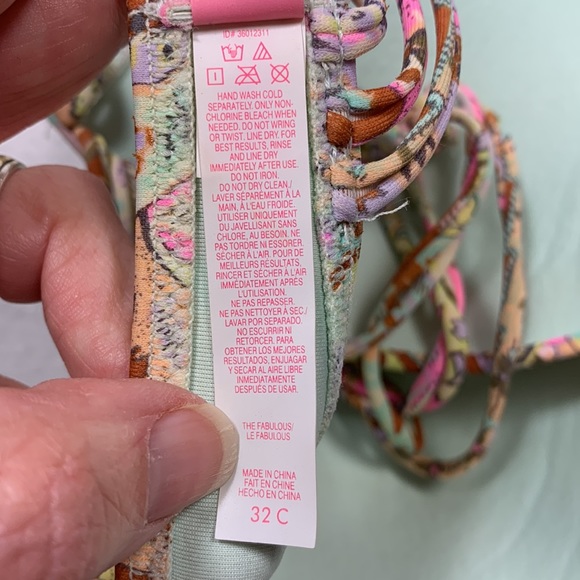 ID# 36012311
HAND WASH COLD
SEPARATELY. ONLY NON-
CHLORINE BLEACH WHEN
NEEDED. DO NOT WRING
OR TWIST. LINE DRY. FOR
BEST RESULTS, RINSE
AND LINE DRY
IMMEDIATELY AFTER USE.
DO NOT IRON.
DO NOT DRY CLEAN./
LAVER SÉPARÉMENT À LA
MAIN, À L'EAU FROIDE.
UTILISER UNIQUEMENT
DU JAVELLISANT SANS
CHLORE, AU BESOIN. NE
PAS TORDRE NI ESSORER.
SÉCHER À L'AIR. POUR DE
MEILLEURS RÉSULTATS,
RINCER ET SÉCHER À L'AIR
IMMÉDIATEMENT APRÈS
L'UTILISATION.
NE PAS REPASSER.
NE PAS NETTOYER À SEC./
LAVAR POR SEPARADO.
NO ESCURRIR NI
RETORCER. PARA
OBTENER LOS MEJORES
RESULTADOS, ENJUAGAR
Y SECAR AL AIRE LIBRE
INMEDIATAMENTE
DESPUÉS DE USAR.
THE FABULOUS/
LE FABULOUS
MADE IN CHINA
FAIT EN CHINE
HECHO EN CHINA
32 C